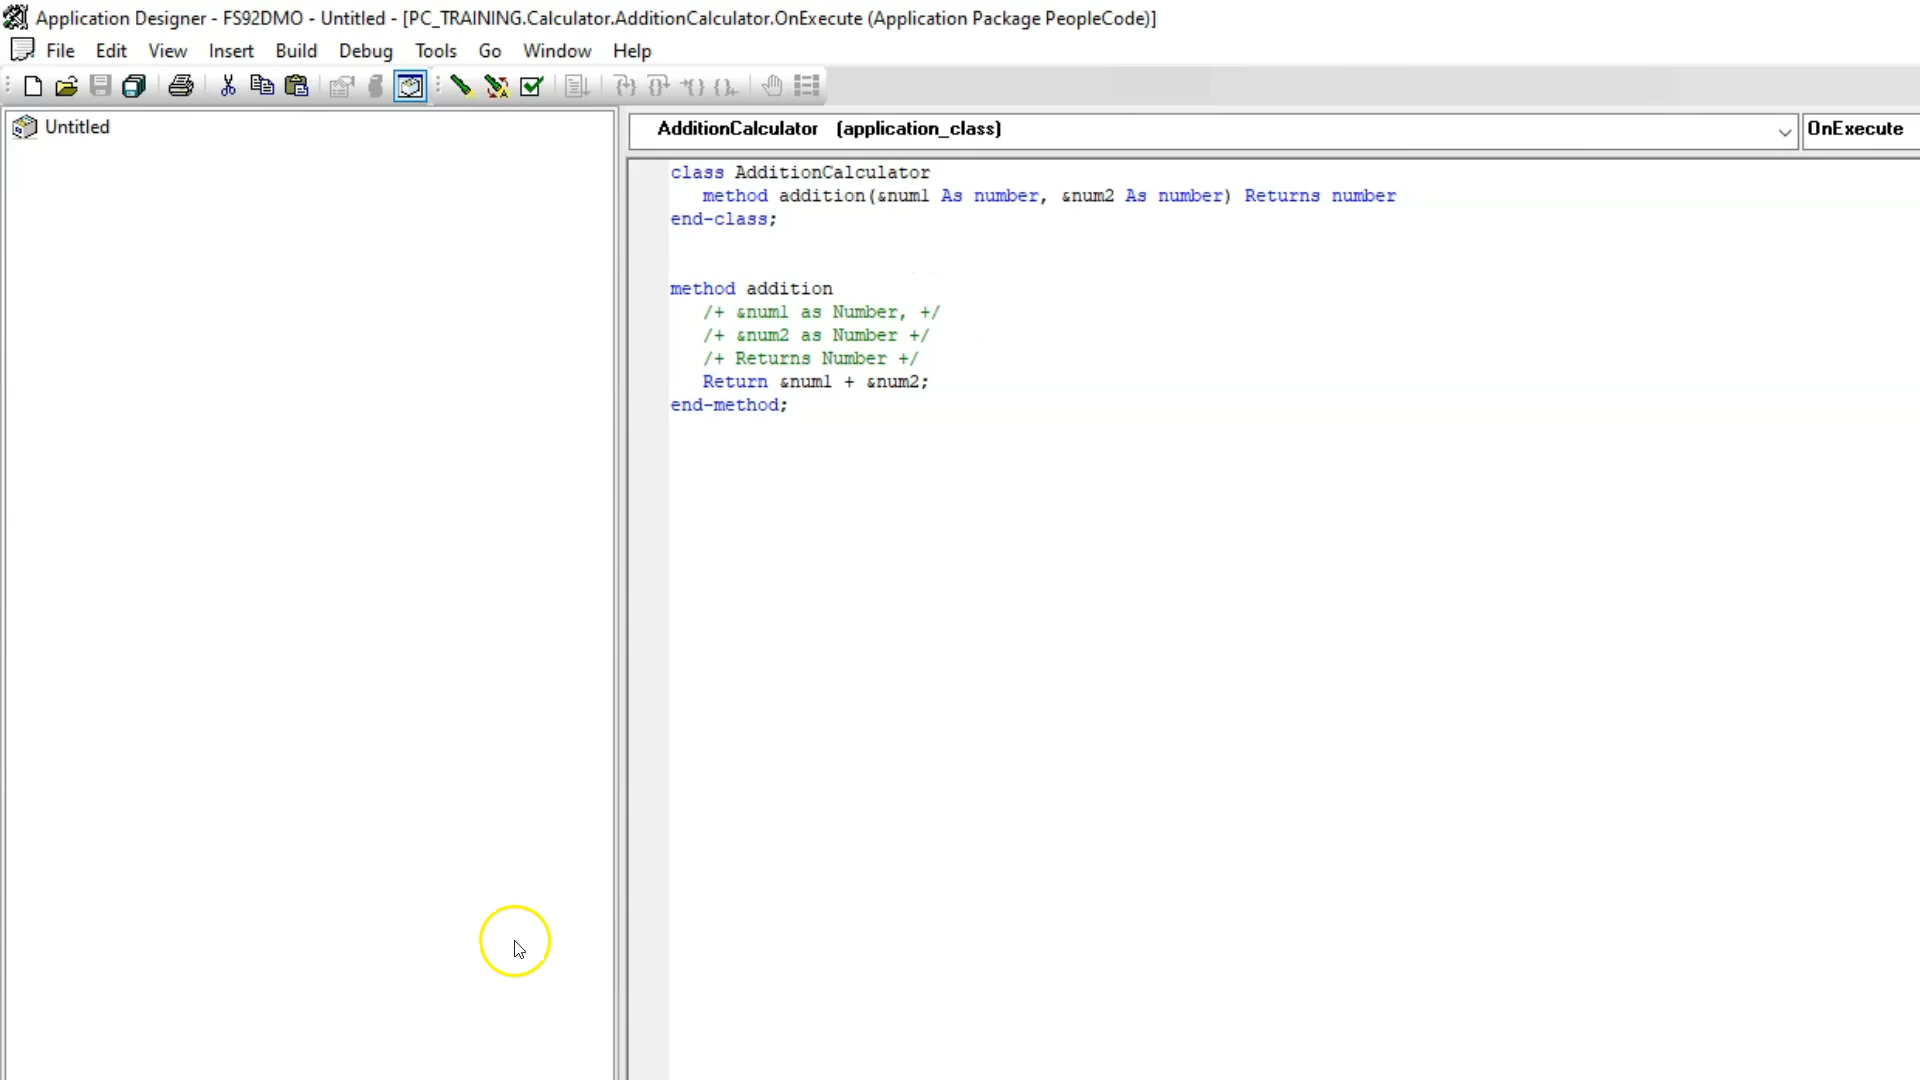 Application Designer - FS92DMO - Untitled - [PC_TRAINING.Calculator.AdditionCalculator.OnExecute (Application Package PeopleCode)]
File Edit View Insert Build Debug Tools Go Window Help
Untitled
AdditionCalculator (application_class)
OnExecute
class AdditionCalculator
method addition(&num1 As number, &num2 As number) Returns number
end-class;
method addition
/+ &num1 as Number, +/
/+ &num2 as Number +/
/+ Returns Number +/
Return &num1 + &num2;
end-method;